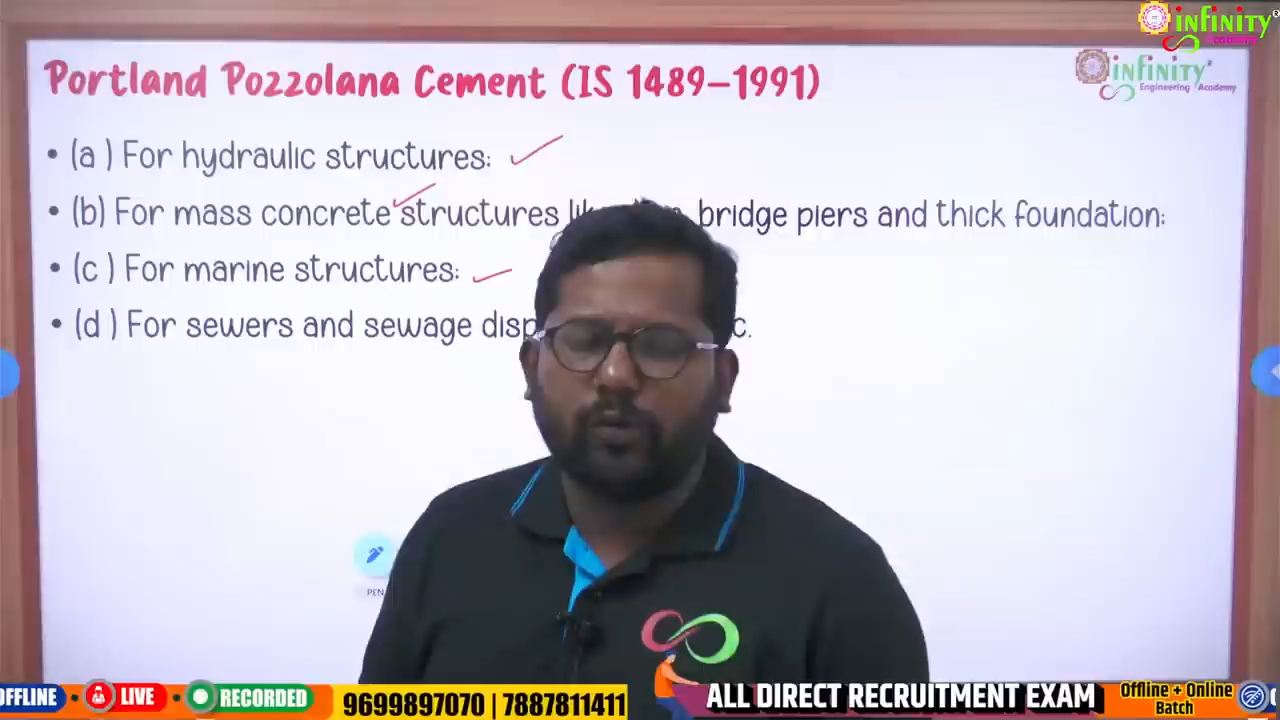 infinity
Academy
Portland Pozzolana Cement (IS 1489-1991)
infinity
Engineering Academy
• (a ) For hydraulic structures:
• (b) For mass concrete structures bridge piers and thick foundation:
• (c ) For marine structures:
• (d ) For sewers and sewage
PEN
OFFLINE • LIVE • RECORDED
9699897070 | 7887811411
ALL DIRECT RECRUITMENT EXAM
Offline + Online
Batch